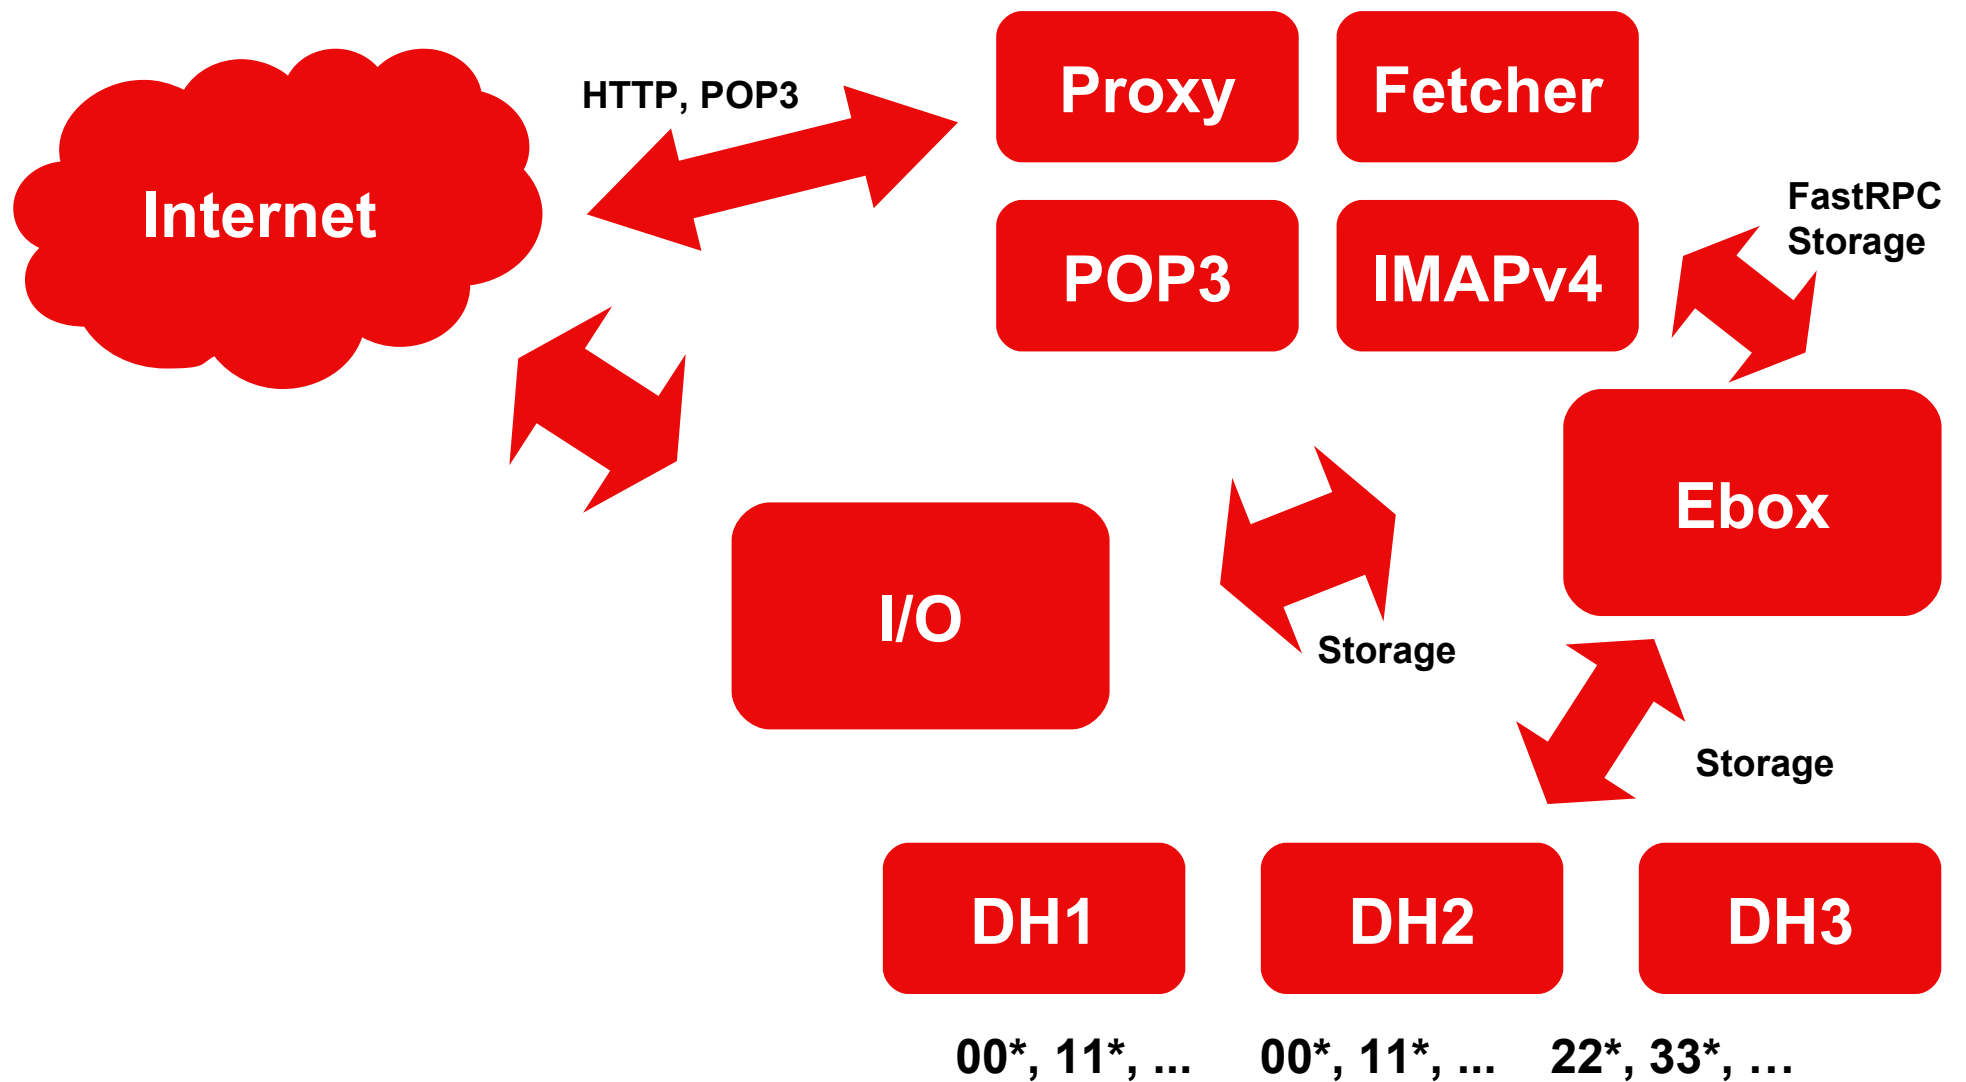 HTTP, POP3
Proxy
Fetcher
Internet
POP3
IMAPv4
FastRPC
Storage
Ebox
I/O
Storage
Storage
DH1
DH2
DH3
00*, 11*, ...
00*, 11*, ...
22*, 33*, …